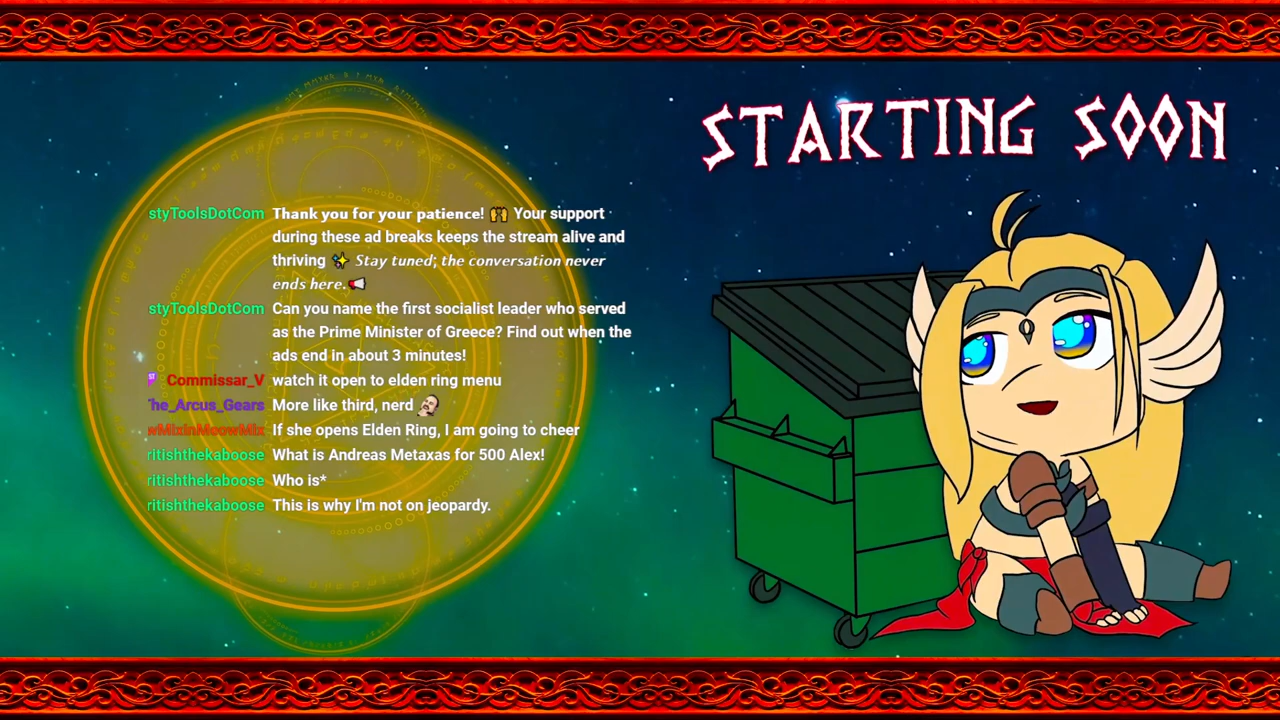 STARTING SOON
styToolsDotCom Thank you for your patience! 🙌 Your support
during these ad breaks keeps the stream alive and
thriving ✨ Stay tuned; the conversation never
ends here.📢
styToolsDotCom Can you name the first socialist leader who served
as the Prime Minister of Greece? Find out when the
ads end in about 3 minutes!
Commissar_V watch it open to elden ring menu
he_Arcus_Gears More like third, nerd
wMixinMeowMix If she opens Elden Ring, I am going to cheer
ritishthekaboose What is Andreas Metaxas for 500 Alex!
ritishthekaboose Who is*
ritishthekaboose This is why I'm not on jeopardy.